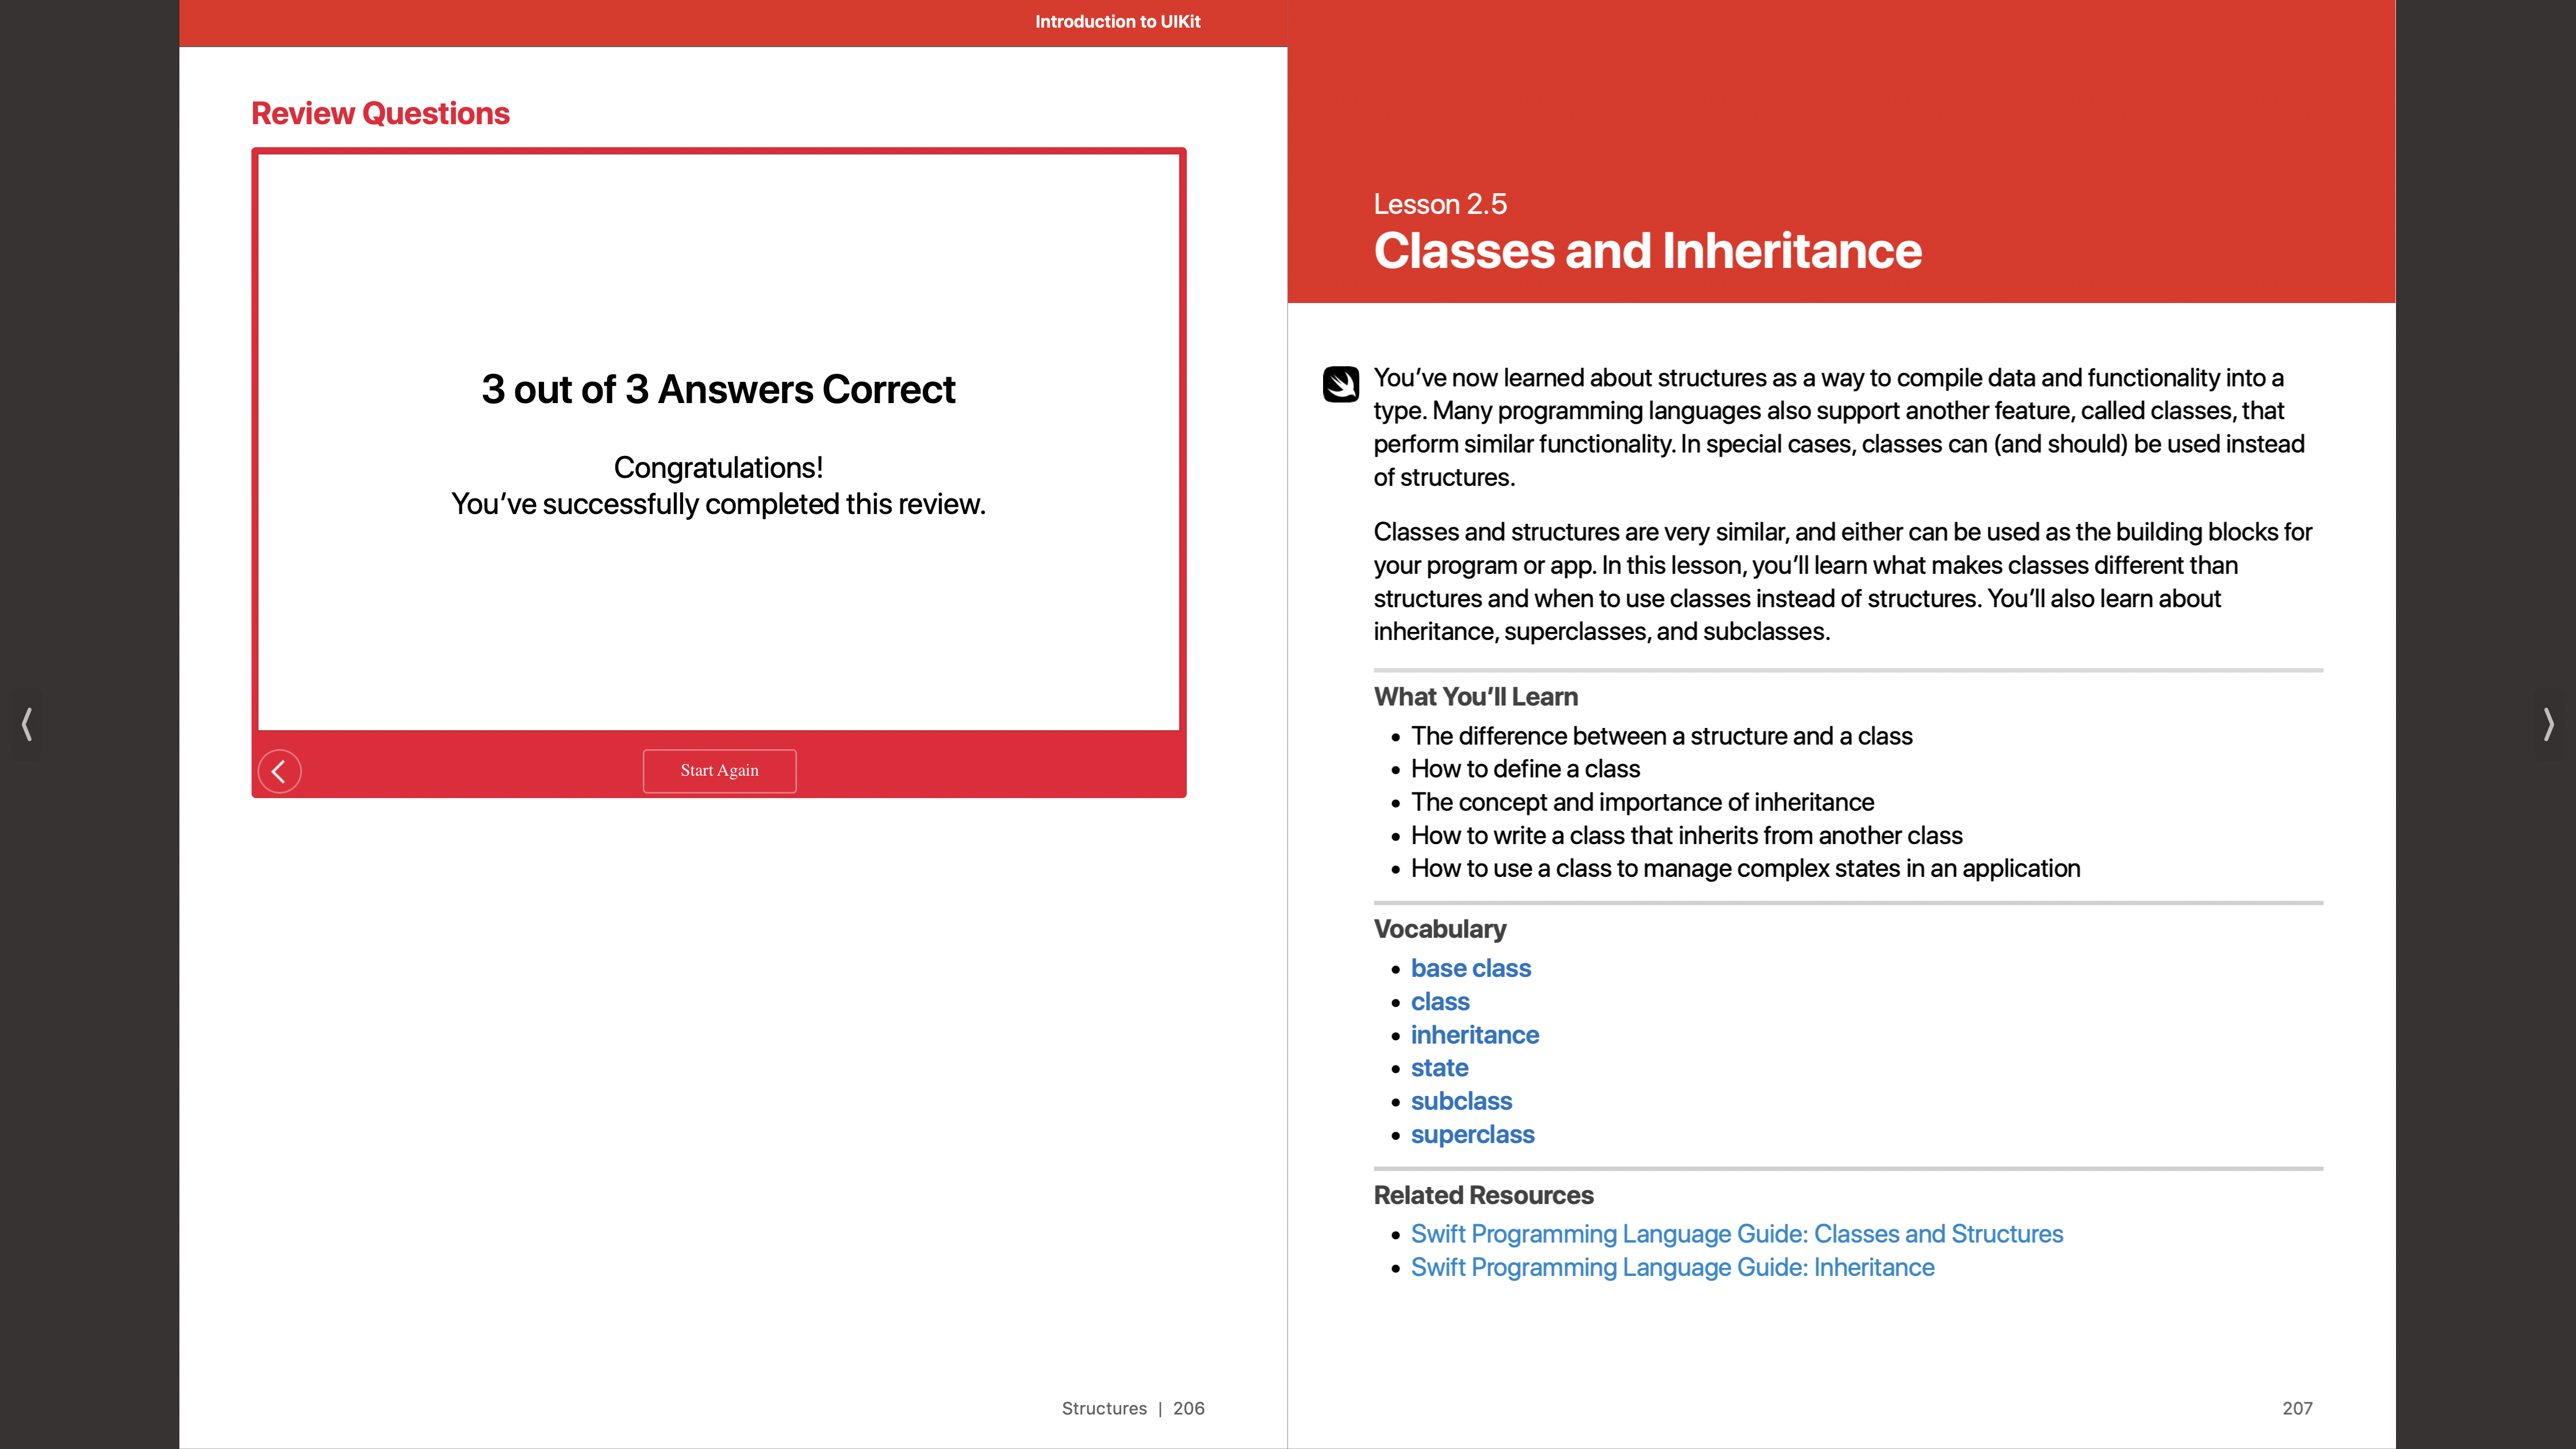 Introduction to UIKit
Review Questions
3 out of 3 Answers Correct
Congratulations!
You’ve successfully completed this review.
Start Again
Structures | 206
Lesson 2.5
Classes and Inheritance
You’ve now learned about structures as a way to compile data and functionality into a
type. Many programming languages also support another feature, called classes, that
perform similar functionality. In special cases, classes can (and should) be used instead
of structures.
Classes and structures are very similar, and either can be used as the building blocks for
your program or app. In this lesson, you’ll learn what makes classes different than
structures and when to use classes instead of structures. You’ll also learn about
inheritance, superclasses, and subclasses.
What You’ll Learn
• The difference between a structure and a class
• How to define a class
• The concept and importance of inheritance
• How to write a class that inherits from another class
• How to use a class to manage complex states in an application
Vocabulary
• base class
• class
• inheritance
• state
• subclass
• superclass
Related Resources
• Swift Programming Language Guide: Classes and Structures
• Swift Programming Language Guide: Inheritance
207